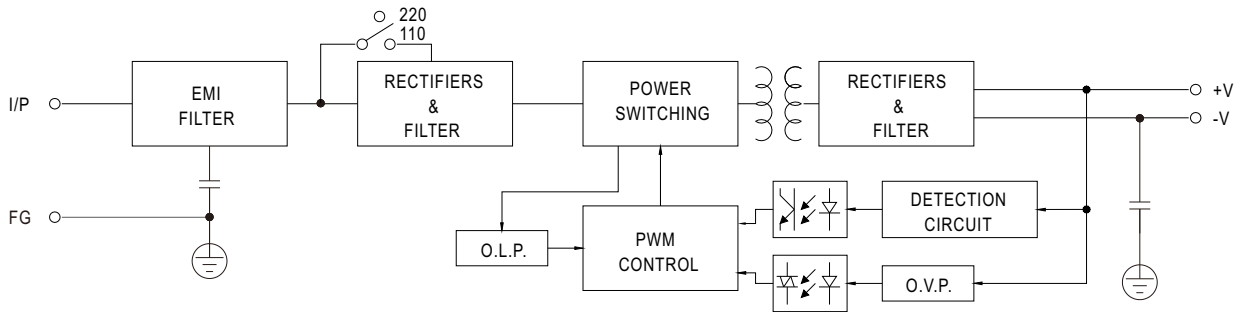 220
110
I/P
EMI
FILTER
RECTIFIERS
&
FILTER
POWER
SWITCHING
RECTIFIERS
&
FILTER
+V
-V
FG
O.L.P.
PWM
CONTROL
DETECTION
CIRCUIT
O.V.P.